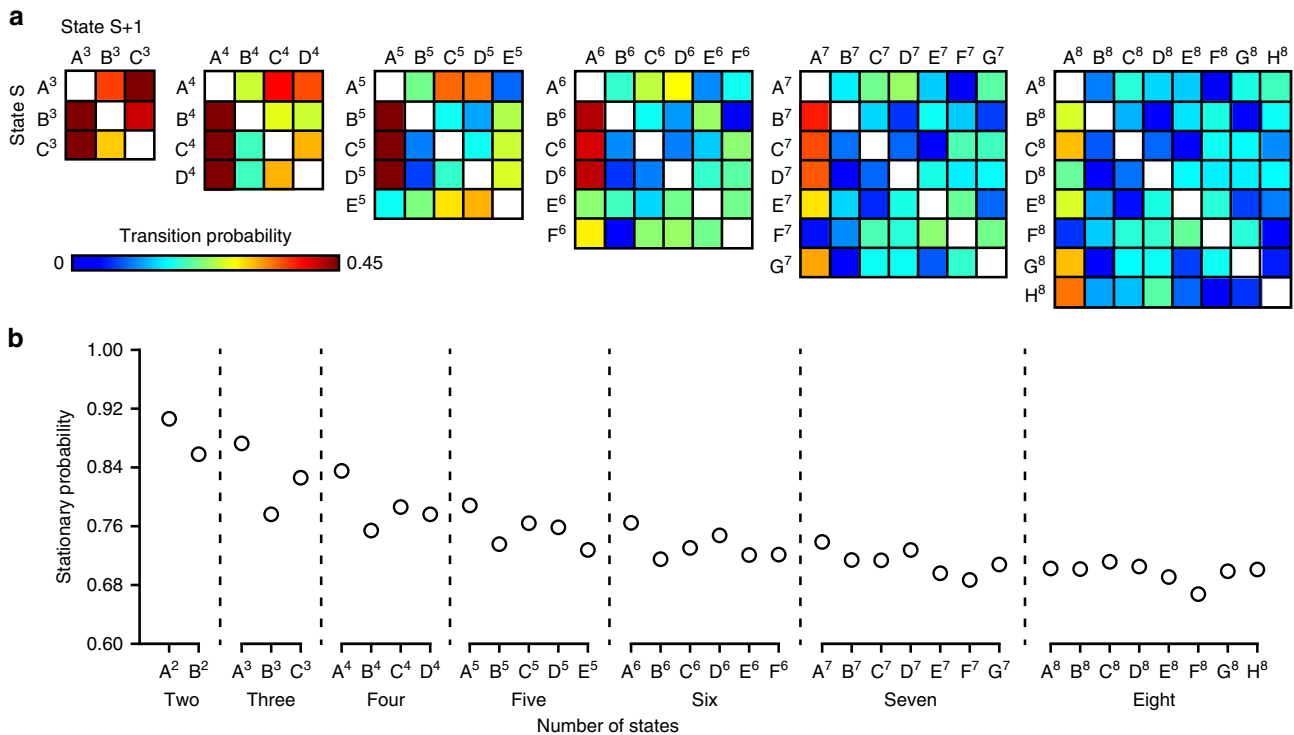 a
State S+1
A³ B³ C³
A⁴ B⁴ C⁴ D⁴
A⁵ B⁵ C⁵ D⁵ E⁵
A⁶ B⁶ C⁶ D⁶ E⁶ F⁶
A⁷ B⁷ C⁷ D⁷ E⁷ F⁷ G⁷
A⁸ B⁸ C⁸ D⁸ E⁸ F⁸ G⁸ H⁸
State S
A³
B³
C³
A⁴
B⁴
C⁴
D⁴
A⁵
B⁵
C⁵
D⁵
E⁵
A⁶
B⁶
C⁶
D⁶
E⁶
F⁶
A⁷
B⁷
C⁷
D⁷
E⁷
F⁷
G⁷
A⁸
B⁸
C⁸
D⁸
E⁸
F⁸
G⁸
H⁸
Transition probability
0 0.45
b
Stationary probability
1.00
0.92
0.84
0.76
0.68
0.60
A² B² A³ B³ C³ A⁴ B⁴ C⁴ D⁴ A⁵ B⁵ C⁵ D⁵ E⁵ A⁶ B⁶ C⁶ D⁶ E⁶ F⁶ A⁷ B⁷ C⁷ D⁷ E⁷ F⁷ G⁷ A⁸ B⁸ C⁸ D⁸ E⁸ F⁸ G⁸ H⁸
Two Three Four Five Six Seven Eight
Number of states